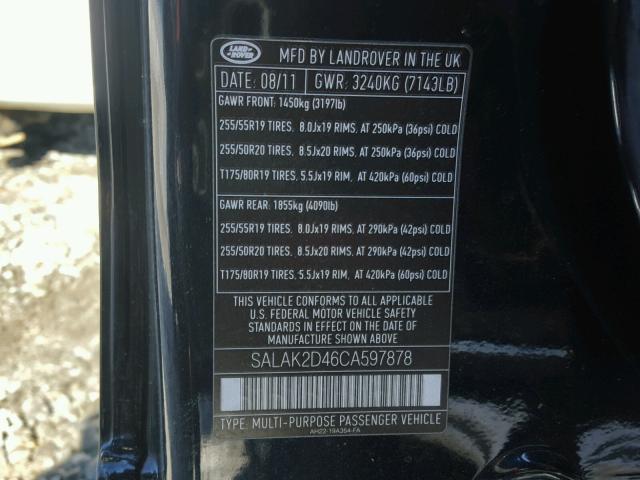 LAND
ROVER
MFD BY LANDROVER IN THE UK
DATE: 08/11 GWR: 3240KG (7143LB)
GAWR FRONT: 1450kg (3197lb)
255/55R19 TIRES, 8.0Jx19 RIMS, AT 250kPa (36psi) COLD
255/50R20 TIRES, 8.5Jx20 RIMS, AT 250kPa (36psi) COLD
T175/80R19 TIRES, 5.5Jx19 RIM, AT 420kPa (60psi) COLD
GAWR REAR: 1855kg (4090lb)
255/55R19 TIRES, 8.0Jx19 RIMS, AT 290kPa (42psi) COLD
255/50R20 TIRES, 8.5Jx20 RIMS, AT 290kPa (42psi) COLD
T175/80R19 TIRES, 5.5Jx19 RIM, AT 420kPa (60psi) COLD
THIS VEHICLE CONFORMS TO ALL APPLICABLE
U.S. FEDERAL MOTOR VEHICLE SAFETY
STANDARDS IN EFFECT ON THE DATE OF
MANUFACTURE SHOWN ABOVE
SALAK2D46CA597878
TYPE: MULTI-PURPOSE PASSENGER VEHICLE
AH22-19A354-FA